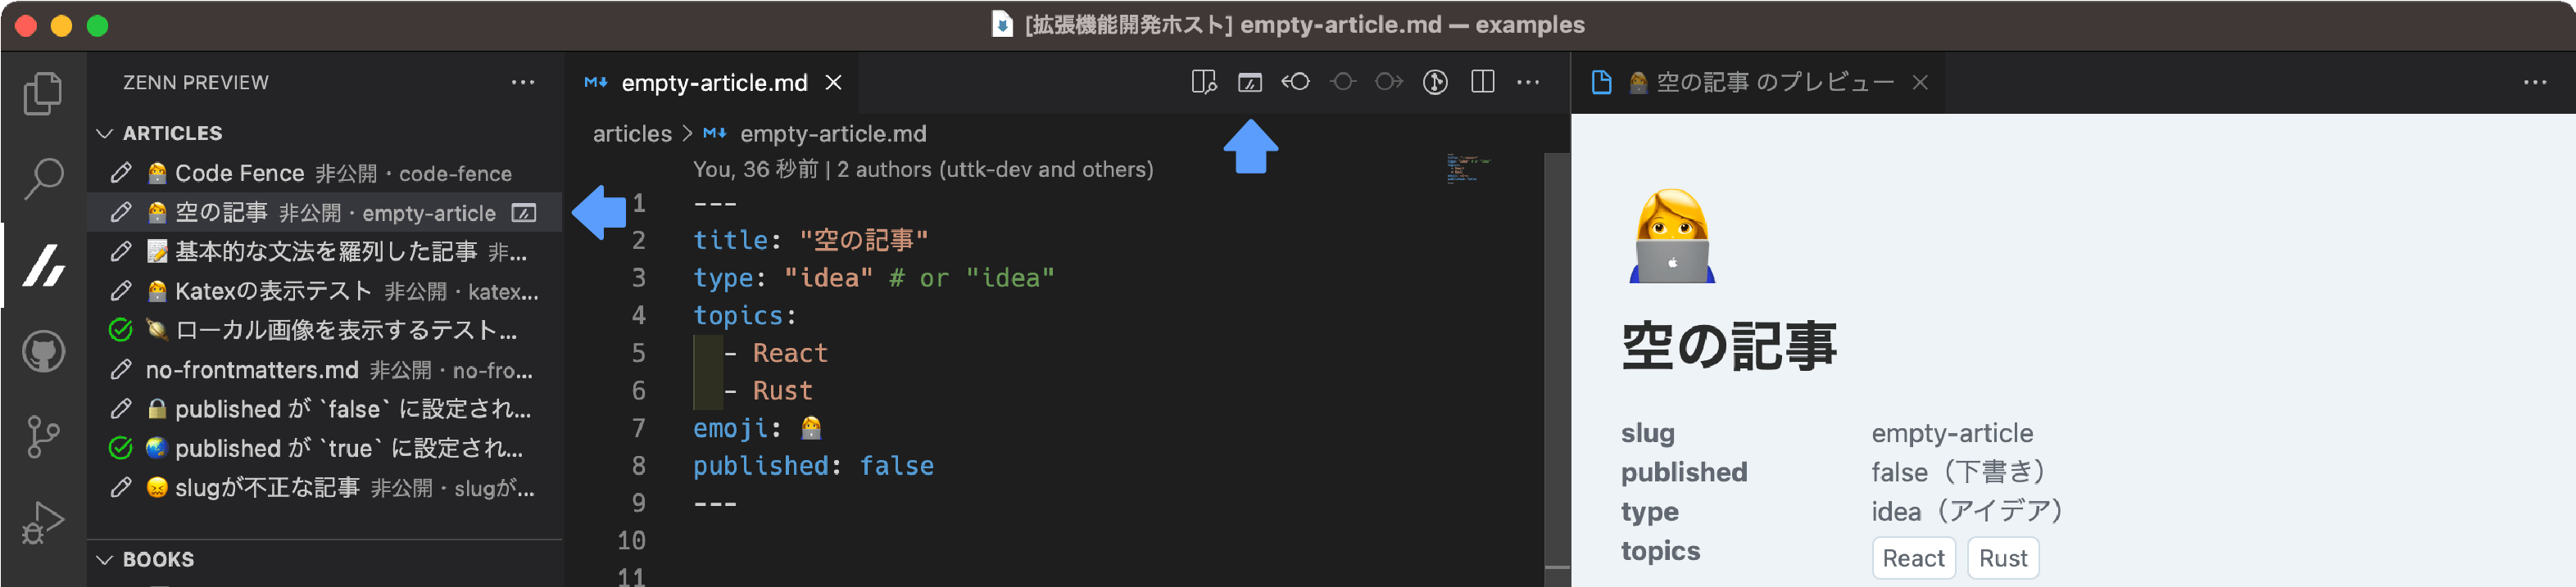 [拡張機能開発ホスト] empty-article.md — examples
ZENN PREVIEW
ARTICLES
Code Fence 非公開・code-fence
空の記事 非公開・empty-article
基本的な文法を羅列した記事 非...
Katexの表示テスト 非公開・katex...
ローカル画像を表示するテスト...
no-frontmatters.md 非公開・no-fro...
published が `false` に設定され...
published が `true` に設定され...
slugが不正な記事 非公開・slugが...
BOOKS
empty-article.md
articles > empty-article.md
You, 36 秒前 | 2 authors (uttk-dev and others)
1 ---
2 title: "空の記事"
3 type: "idea" # or "idea"
4 topics:
5 - React
6 - Rust
7 emoji: 👩‍💻
8 published: false
9 ---
10
11
👩‍💻 空の記事 のプレビュー
空の記事
slug empty-article
published false（下書き）
type idea（アイデア）
topics React Rust